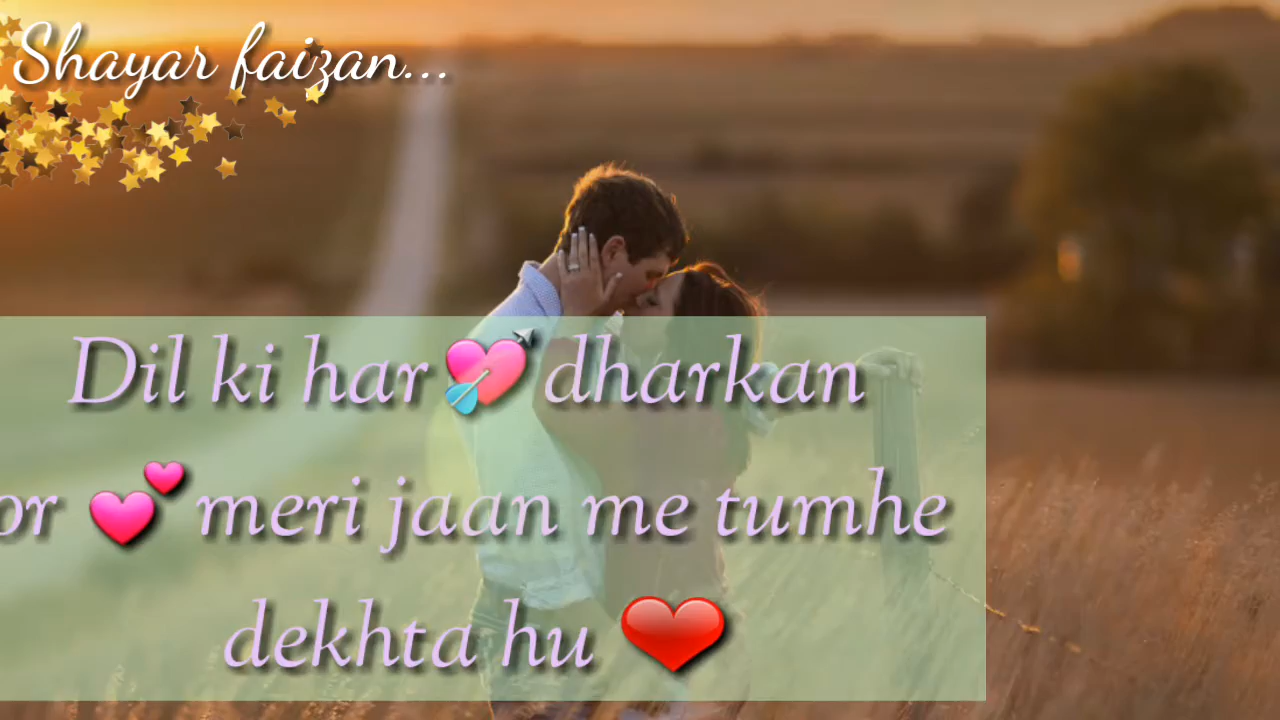 Shayar faizan...
Dil ki har 💘 dharkan
or 💕 meri jaan me tumhe
dekhta hu ❤